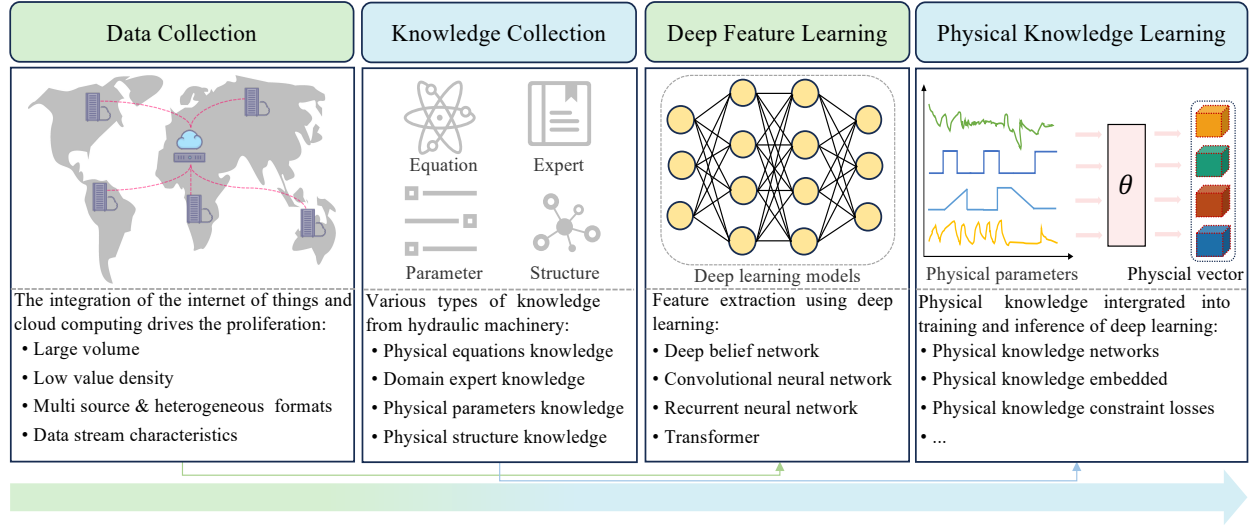 Data Collection
Knowledge Collection
Deep Feature Learning
Physical Knowledge Learning
Equation
Expert
Parameter
Structure
Deep learning models
θ
Physical parameters
Physcial vector
The integration of the internet of things and
cloud computing drives the proliferation:
• Large volume
• Low value density
• Multi source & heterogeneous formats
• Data stream characteristics
Various types of knowledge
from hydraulic machinery:
• Physical equations knowledge
• Domain expert knowledge
• Physical parameters knowledge
• Physical structure knowledge
Feature extraction using deep
learning:
• Deep belief network
• Convolutional neural network
• Recurrent neural network
• Transformer
Physical knowledge intergrated into
training and inference of deep learning:
• Physical knowledge networks
• Physical knowledge embedded
• Physical knowledge constraint losses
• ...